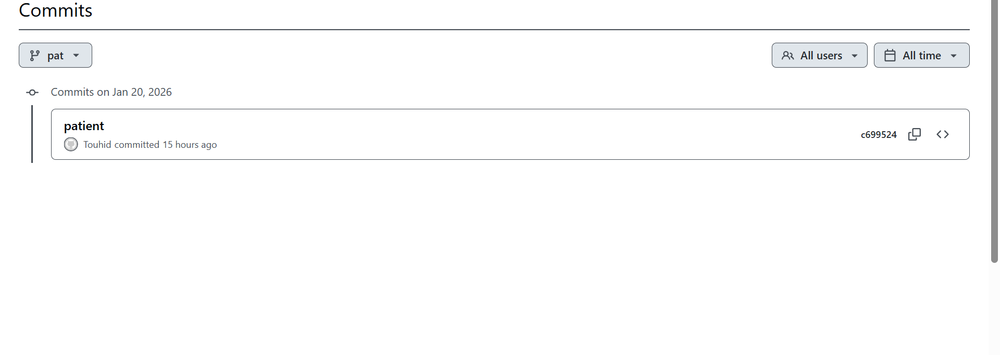 Commits
pat
All users
All time
Commits on Jan 20, 2026
patient
Touhid committed 15 hours ago
c699524